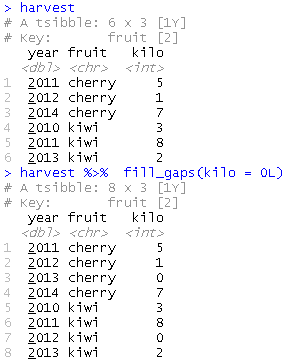 > harvest
# A tsibble: 6 x 3 [1Y]
# Key: fruit [2]
year fruit kilo
<dbl> <chr> <int>
1 2011 cherry 5
2 2012 cherry 1
3 2014 cherry 7
4 2010 kiwi 3
5 2011 kiwi 8
6 2013 kiwi 2
> harvest %>% fill_gaps(kilo = 0L)
# A tsibble: 8 x 3 [1Y]
# Key: fruit [2]
year fruit kilo
<dbl> <chr> <int>
1 2011 cherry 5
2 2012 cherry 1
3 2013 cherry 0
4 2014 cherry 7
5 2010 kiwi 3
6 2011 kiwi 8
7 2012 kiwi 0
8 2013 kiwi 2